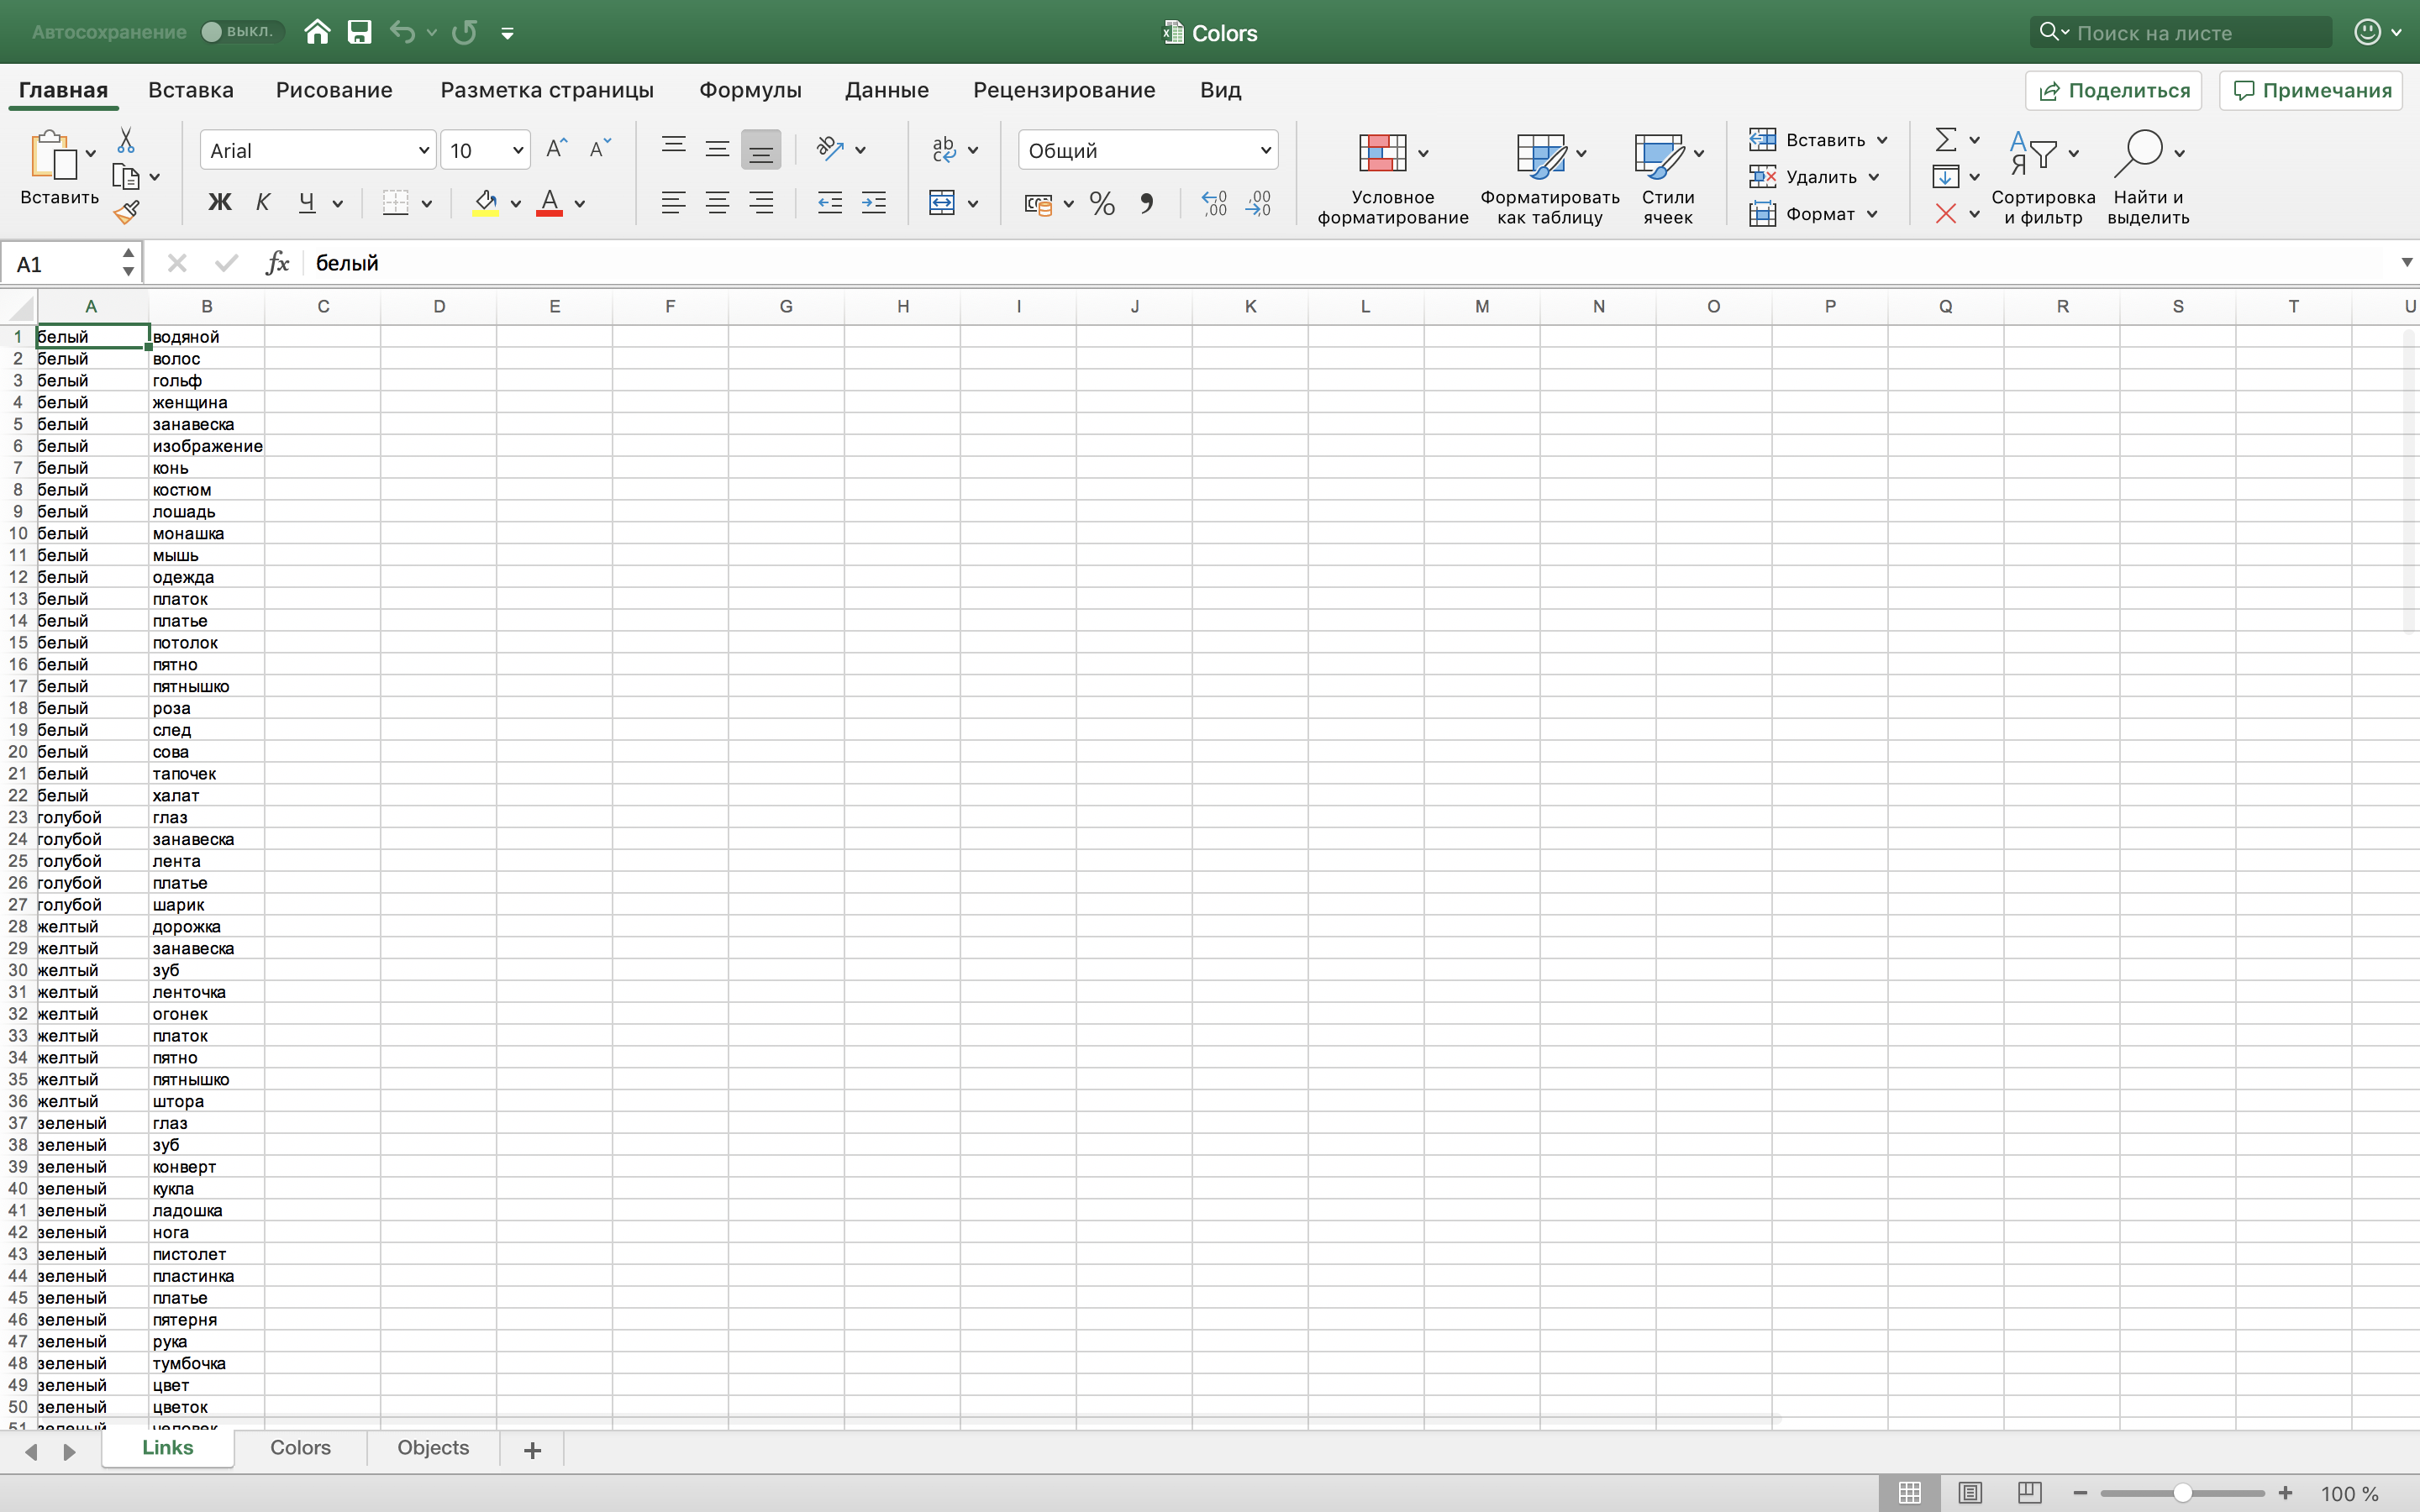 Автосохранение ВЫКЛ. Colors Поиск на листе
Главная Вставка Рисование Разметка страницы Формулы Данные Рецензирование Вид Поделиться Примечания
Вставить
Arial 10 Общий
Ж К Ч
Условное форматирование
Форматировать как таблицу
Стили ячеек
Вставить
Удалить
Формат
Сортировка и фильтр
Найти и выделить
A1 fx белый
A B C D E F G H I J K L M N O P Q R S T U
1 белый водяной
2 белый волос
3 белый гольф
4 белый женщина
5 белый занавеска
6 белый изображение
7 белый конь
8 белый костюм
9 белый лошадь
10 белый монашка
11 белый мышь
12 белый одежда
13 белый платок
14 белый платье
15 белый потолок
16 белый пятно
17 белый пятнышко
18 белый роза
19 белый след
20 белый сова
21 белый тапочек
22 белый халат
23 голубой глаз
24 голубой занавеска
25 голубой лента
26 голубой платье
27 голубой шарик
28 желтый дорожка
29 желтый занавеска
30 желтый зуб
31 желтый ленточка
32 желтый огонек
33 желтый платок
34 желтый пятно
35 желтый пятнышко
36 желтый штора
37 зеленый глаз
38 зеленый зуб
39 зеленый конверт
40 зеленый кукла
41 зеленый ладошка
42 зеленый нога
43 зеленый пистолет
44 зеленый пластинка
45 зеленый платье
46 зеленый пятерня
47 зеленый рука
48 зеленый тумбочка
49 зеленый цвет
50 зеленый цветок
51 зеленый человек
Links Colors Objects +
100 %